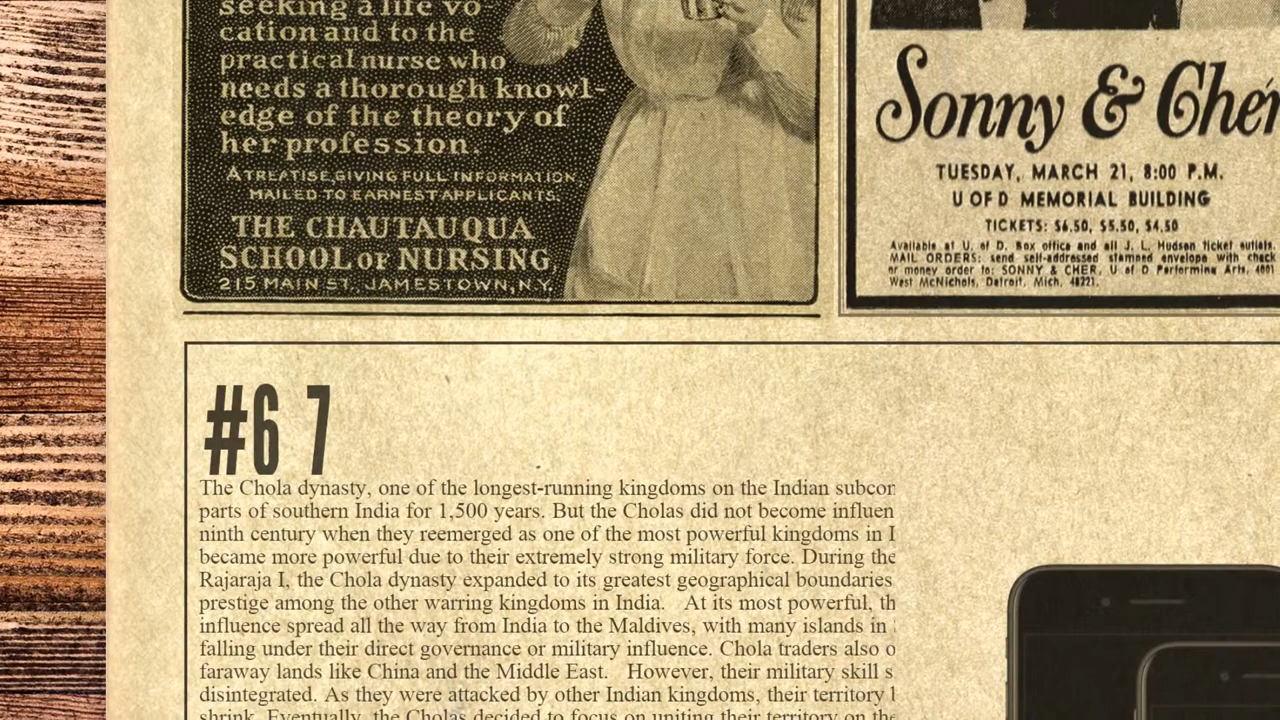 seeking a life vo-
cation and to the
practical nurse who
needs a thorough knowl-
edge of the theory of
her profession.
A TREATISE, GIVING FULL INFORMATION,
MAILED TO EARNEST APPLICANTS.
THE CHAUTAUQUA
SCHOOL OF NURSING
215 MAIN ST. JAMESTOWN, N.Y.
Sonny & Cher
TUESDAY, MARCH 21, 8:00 P.M.
U OF D MEMORIAL BUILDING
TICKETS: $6.50, $5.50, $4.50
Available at U. of D. Box office and all J. L. Hudson ticket outlets.
MAIL ORDERS: send self-addressed stamped envelope with check
or money order to: SONNY & CHER, U of D Performing Arts, 4001
West McNichols, Detroit, Mich. 48221.
#6 7
The Chola dynasty, one of the longest-running kingdoms on the Indian subcon
parts of southern India for 1,500 years. But the Cholas did not become influen
ninth century when they reemerged as one of the most powerful kingdoms in I
became more powerful due to their extremely strong military force. During the
Rajaraja I, the Chola dynasty expanded to its greatest geographical boundaries
prestige among the other warring kingdoms in India. At its most powerful, th
influence spread all the way from India to the Maldives, with many islands in
falling under their direct governance or military influence. Chola traders also o
faraway lands like China and the Middle East. However, their military skill s
disintegrated. As they were attacked by other Indian kingdoms, their territory
shrink. Eventually, the Cholas decided to focus on uniting their territory on the